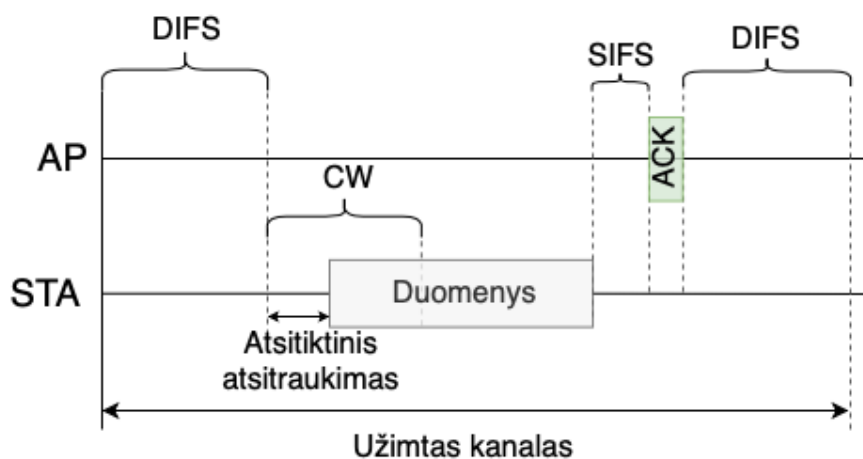 DIFS
SIFS
DIFS
AP
ACK
CW
STA
Duomenys
Atsitiktinis
atsitraukimas
Užimtas kanalas